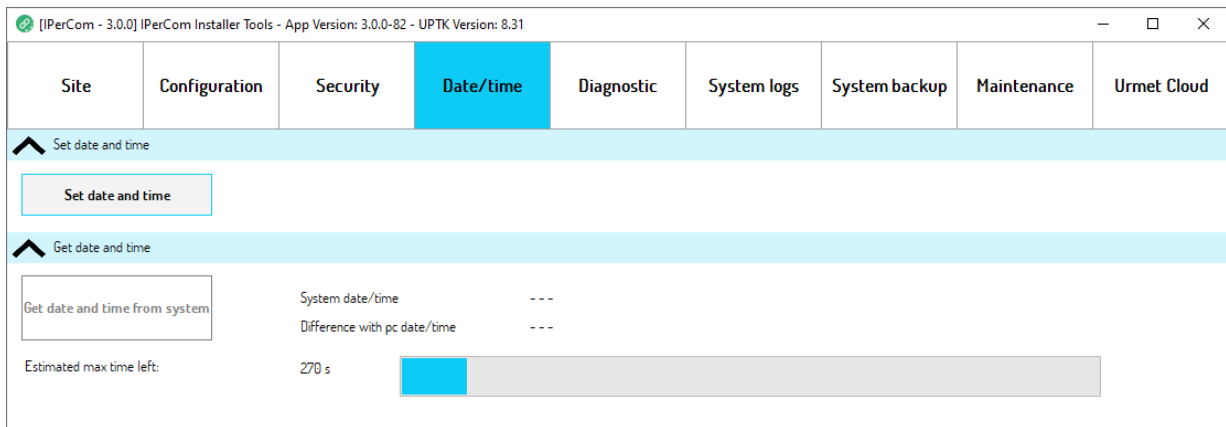 [IPerCom - 3.0.0] IPerCom Installer Tools - App Version: 3.0.0-82 - UPTK Version: 8.31
Site Configuration Security Date/time Diagnostic System logs System backup Maintenance Urmet Cloud
Set date and time
Set date and time
Get date and time
Get date and time from system
System date/time - - -
Difference with pc date/time - - -
Estimated max time left: 270 s